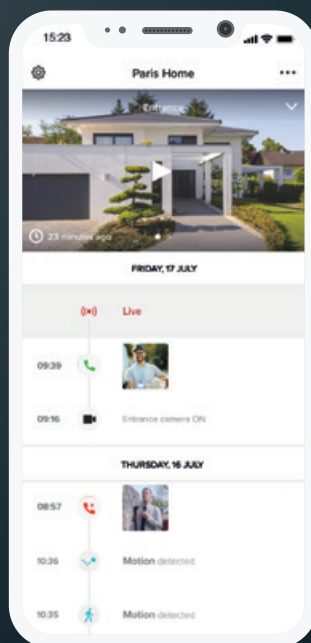 15:23
Paris Home
Entrance
23 minutes ago
FRIDAY, 17 JULY
Live
09:39
09:16 Entrance camera ON
THURSDAY, 16 JULY
08:57
10:36 Motion detected
10:35 Motion detected